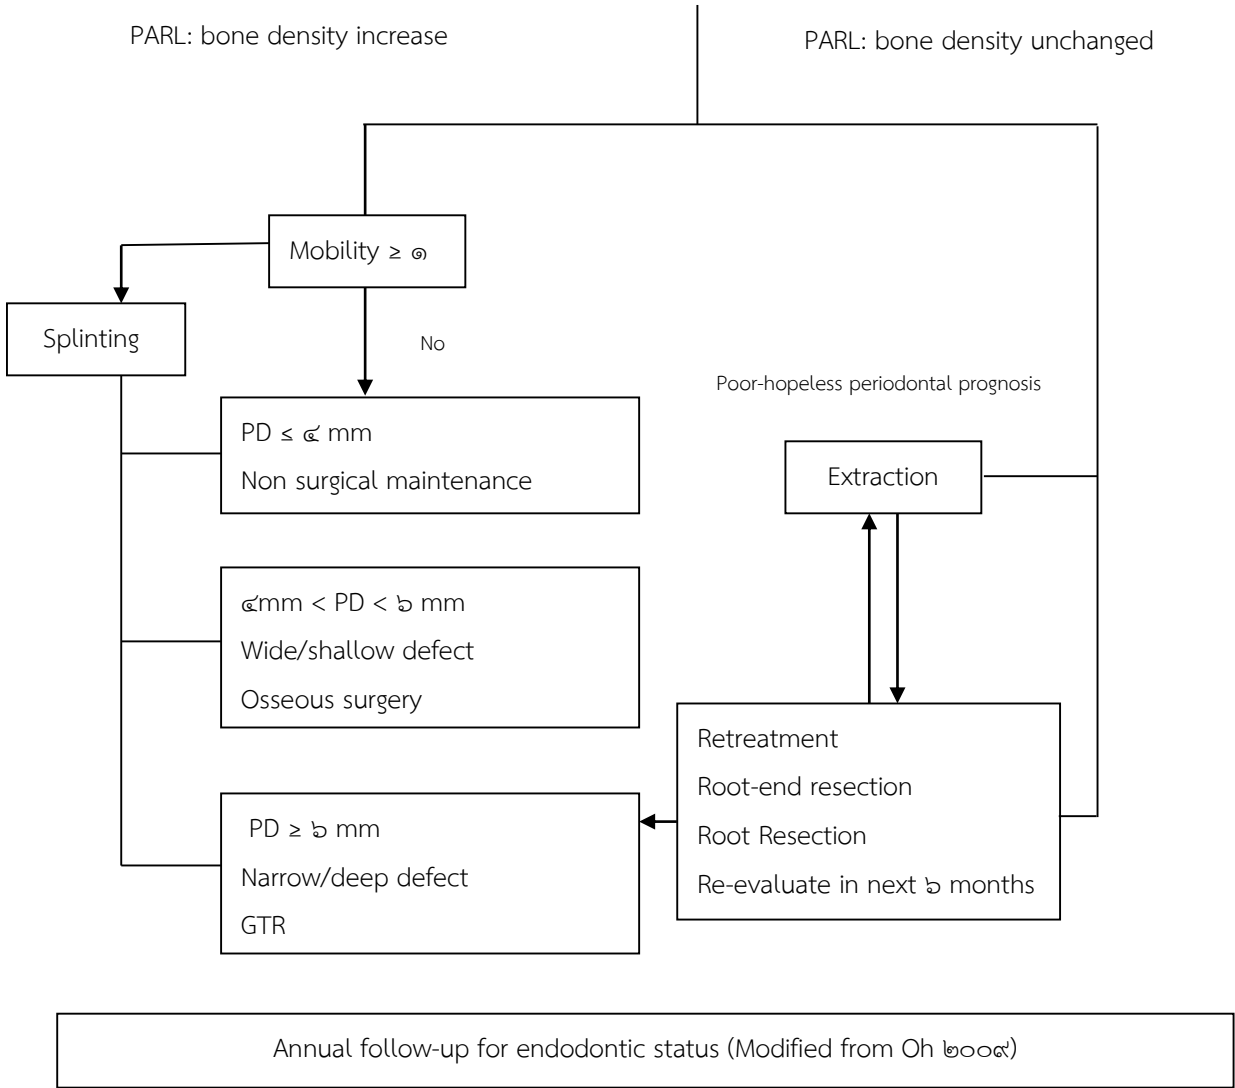 PARL: bone density increase
PARL: bone density unchanged
Mobility ≥ ๑
Splinting
No
Poor-hopeless periodontal prognosis
PD ≤ ๔ mm
Non surgical maintenance
Extraction
๔mm < PD < ๖ mm
Wide/shallow defect
Osseous surgery
Retreatment
Root-end resection
Root Resection
Re-evaluate in next ๖ months
PD ≥ ๖ mm
Narrow/deep defect
GTR
Annual follow-up for endodontic status (Modified from Oh ๒๐๐๙)